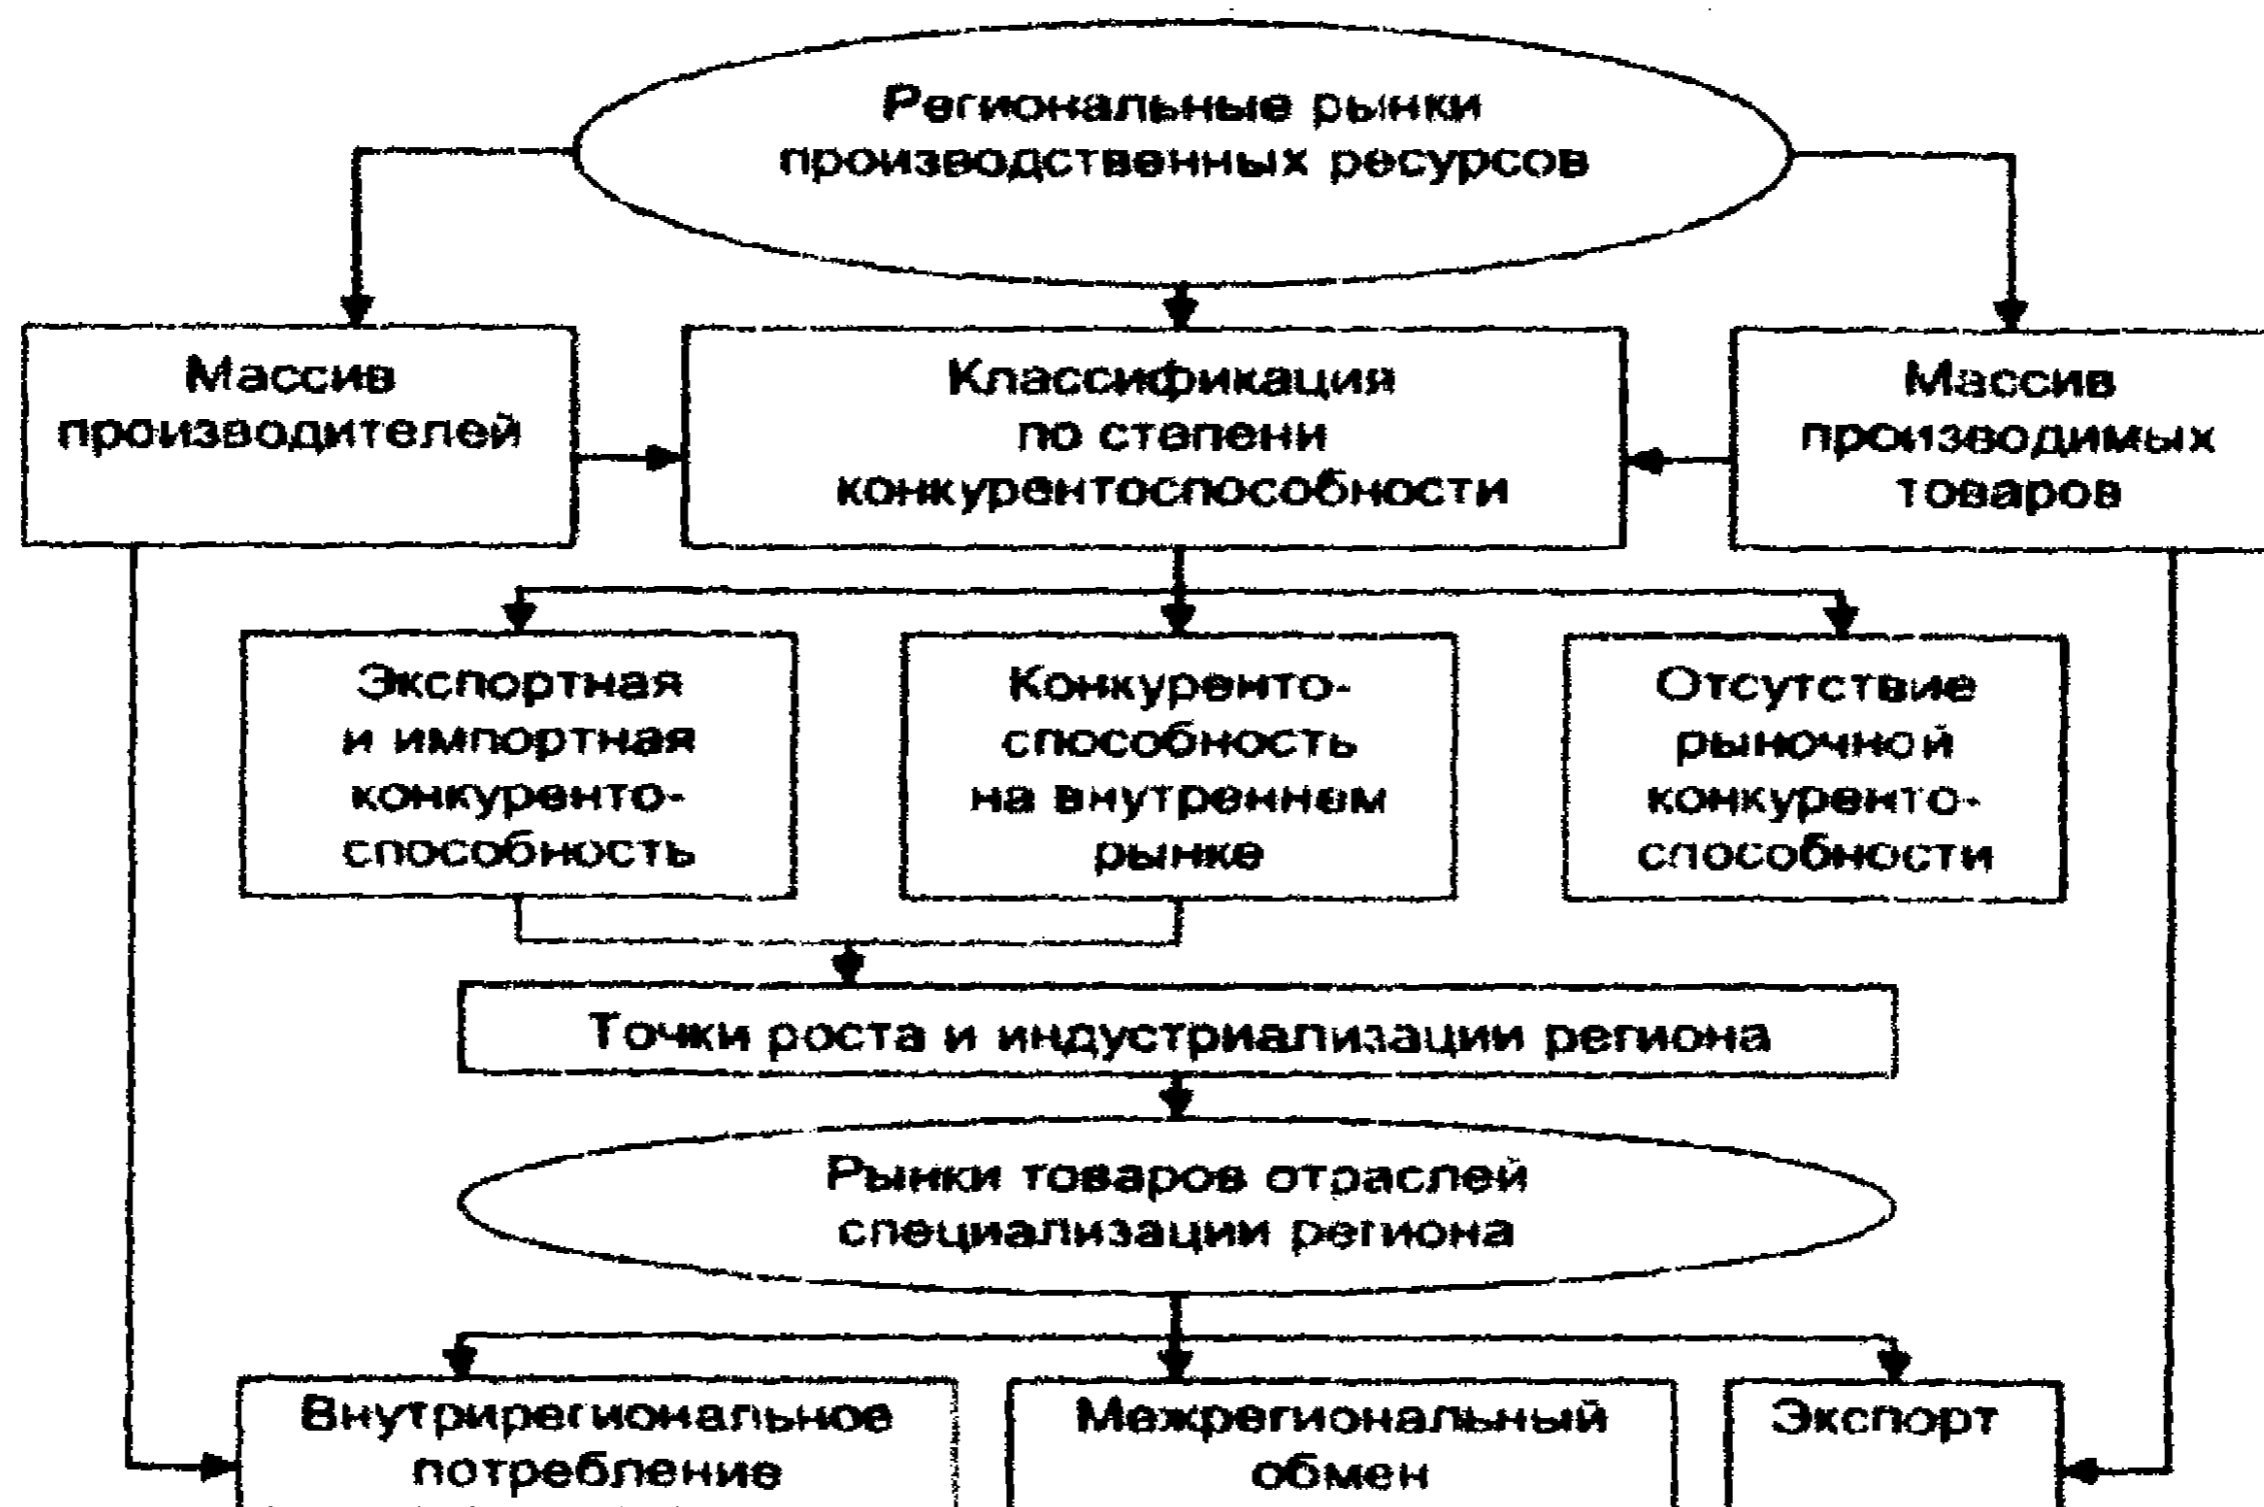 Региональные рынки
производственных ресурсов
Массив
производителей
Классификация
по степени
конкурентоспособности
Массив
производимых
товаров
Экспортная
и импортная
конкуренто-
способность
Конкуренто-
способность
на внутреннем
рынке
Отсутствие
рыночной
конкуренто-
способности
Точки роста и индустриализации региона
Рынки товаров отраслей
специализации региона
Внутрирегиональное
потребление
Межрегиональный
обмен
Экспорт